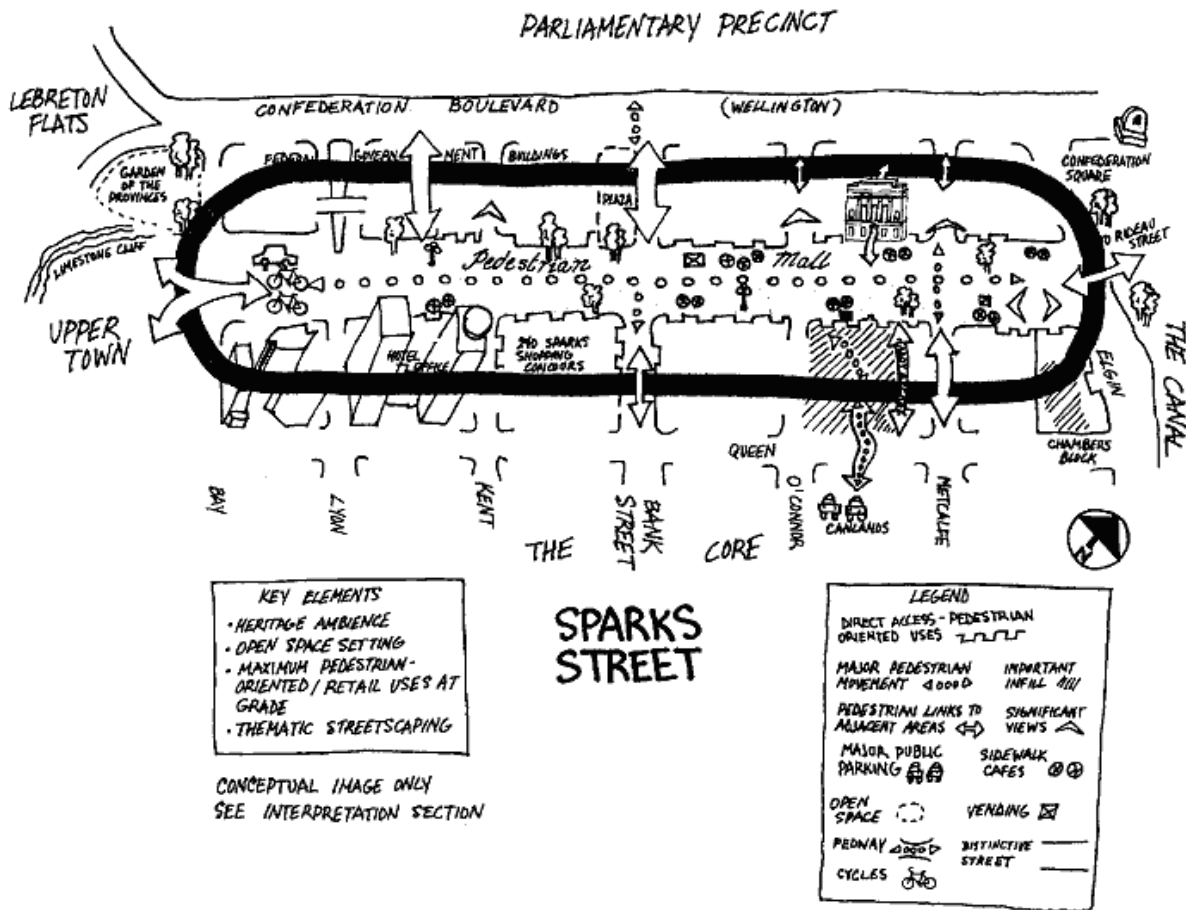 PARLIAMENTARY PRECINCT
LEBRETON
FLATS
CONFEDERATION BOULEVARD (WELLINGTON)
FEDERAL GOVERNMENT BUILDINGS
CONFEDERATION
SQUARE
GARDEN
OF THE
PROVINCES
PLAZA
TO RIDEAU
STREET
LIMESTONE CLIFF
Pedestrian Mall
UPPER
TOWN
HOTEL
OFFICE
240 SPARKS
SHOPPING
CONCOURS
THE CANAL
ELGIN
CHAMBERS
BLOCK
QUEEN
BAY
LYON
KENT
BANK
STREET
O'CONNOR
METCALFE
CANLANDS
THE CORE
KEY ELEMENTS
• HERITAGE AMBIENCE
• OPEN SPACE SETTING
• MAXIMUM PEDESTRIAN-
ORIENTED / RETAIL USES AT
GRADE
• THEMATIC STREETSCAPING
CONCEPTUAL IMAGE ONLY
SEE INTERPRETATION SECTION
SPARKS
STREET
LEGEND
DIRECT ACCESS - PEDESTRIAN
ORIENTED USES
MAJOR PEDESTRIAN
MOVEMENT
IMPORTANT
INFILL
PEDESTRIAN LINKS TO
ADJACENT AREAS
SIGNIFICANT
VIEWS
MAJOR PUBLIC
PARKING
SIDEWALK
CAFES
OPEN
SPACE
VENDING
PEDWAY
DISTINCTIVE
STREET
CYCLES